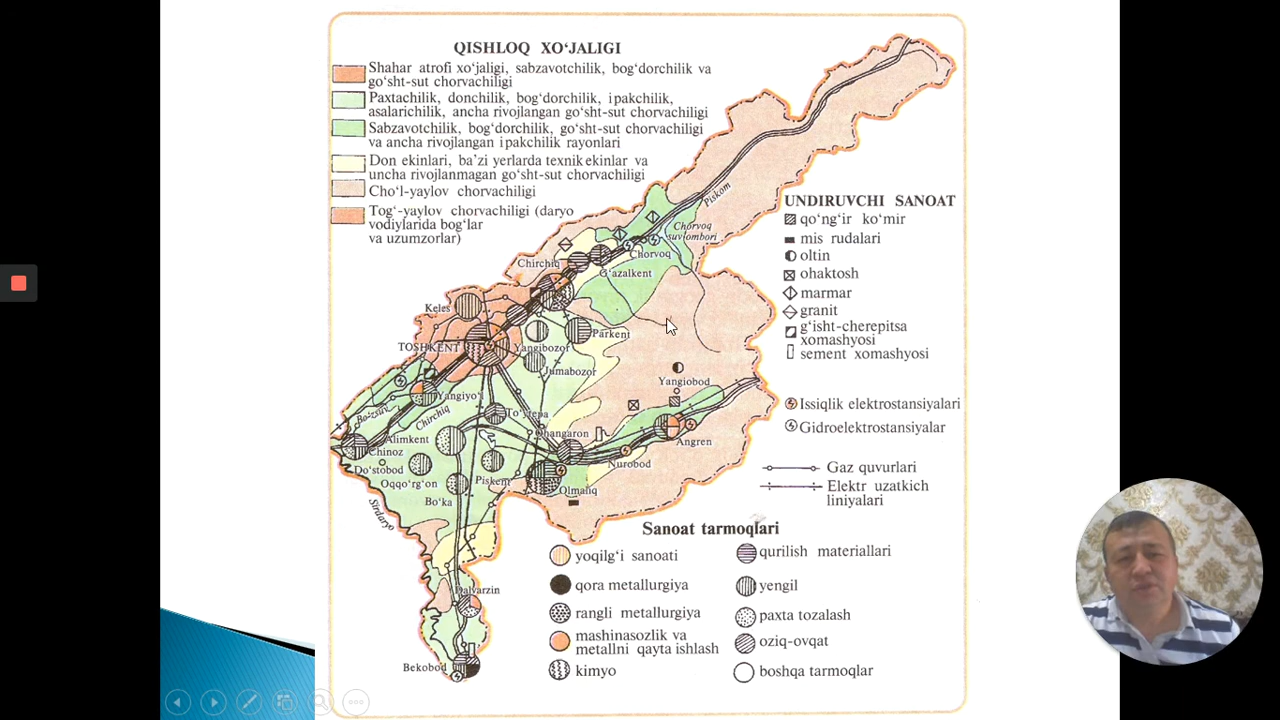 QISHLOQ XO‘JALIGI
Shahar atrofi xo‘jaligi, sabzavotchilik, bog‘dorchilik va
go‘sht-sut chorvachiligi
Paxtachilik, donchilik, bog‘dorchilik, ipakchilik,
asalarichilik, ancha rivojlangan go‘sht-sut chorvachiligi
Sabzavotchilik, bog‘dorchilik, go‘sht-sut chorvachiligi
va ancha rivojlangan ipakchilik rayonlari
Don ekinlari, ba’zi yerlarda texnik ekinlar va
uncha rivojlanmagan go‘sht-sut chorvachiligi
Cho‘l-yaylov chorvachiligi
Tog‘-yaylov chorvachiligi (daryo
vodiylarida bog‘lar
va uzumzorlar)
UNDIRUVCHI SANOAT
qo‘ng‘ir ko‘mir
mis rudalari
oltin
ohaktosh
marmar
granit
g‘isht-cherepitsa
xomashyosi
sement xomashyosi
Issiqlik elektrostansiyalari
Gidroelektrostansiyalar
Gaz quvurlari
Elektr uzatkich
liniyalari
Piskom
Chorvoq
suv ombori
Chorvoq
Chirchiq
G‘azalkent
Keles
Parkent
TOSHKENT
Yangibozor
Jumabozor
Yangiobod
Yangiyo‘l
Bo‘zsuv
Chirchiq
To‘ytepa
Ohangaron
Angren
Alimkent
Chinoz
Do‘stobod
Nurobod
Oqqo‘rg‘on
Piskent
Olmaliq
Bo‘ka
Sirdaryo
Dalvarzin
Bekobod
Sanoat tarmoqlari
yoqilg‘i sanoati
qora metallurgiya
rangli metallurgiya
mashinasozlik va
metallni qayta ishlash
kimyo
qurilish materiallari
yengil
paxta tozalash
oziq-ovqat
boshqa tarmoqlar